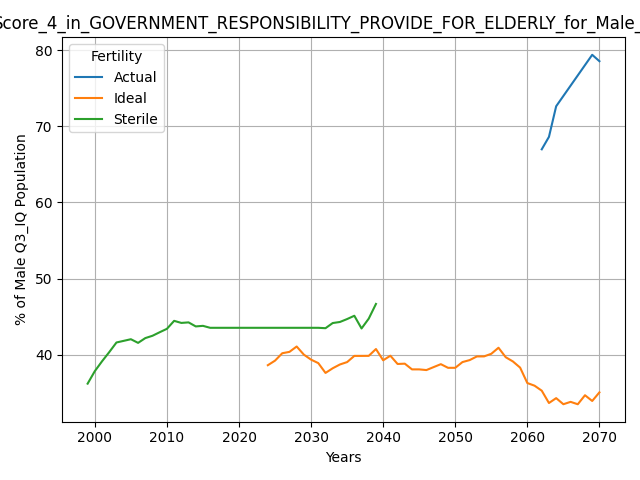 Score_4_in_GOVERNMENT_RESPONSIBILITY_PROVIDE_FOR_ELDERLY_for_Male_
Fertility
Actual
Ideal
Sterile
% of Male Q3_IQ Population
80
70
60
50
40
2000 2010 2020 2030 2040 2050 2060 2070
Years